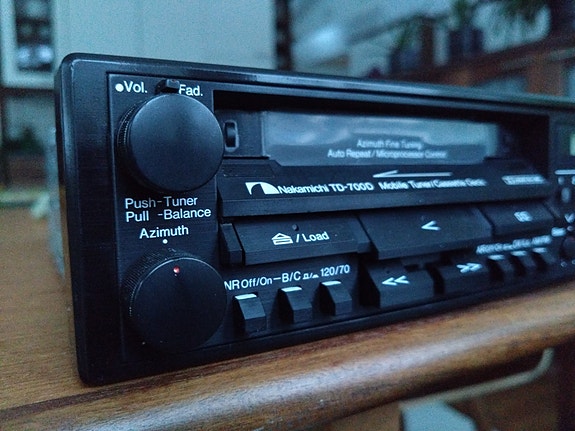 Vol. Fad.
Azimuth Fine Tuning
Auto Repeat / Microprocessor Control
Nakamichi TD-700D Mobile Tuner/Cassette Deck
Push-Tuner
Pull -Balance
/ Load
<
Azimuth
NR Off/On – B/C 120/70
<< >>